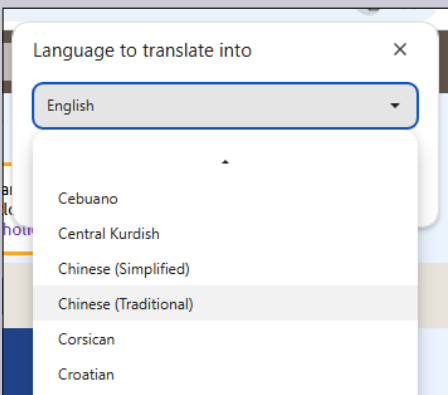 Language to translate into
English
Cebuano
Central Kurdish
Chinese (Simplified)
Chinese (Traditional)
Corsican
Croatian